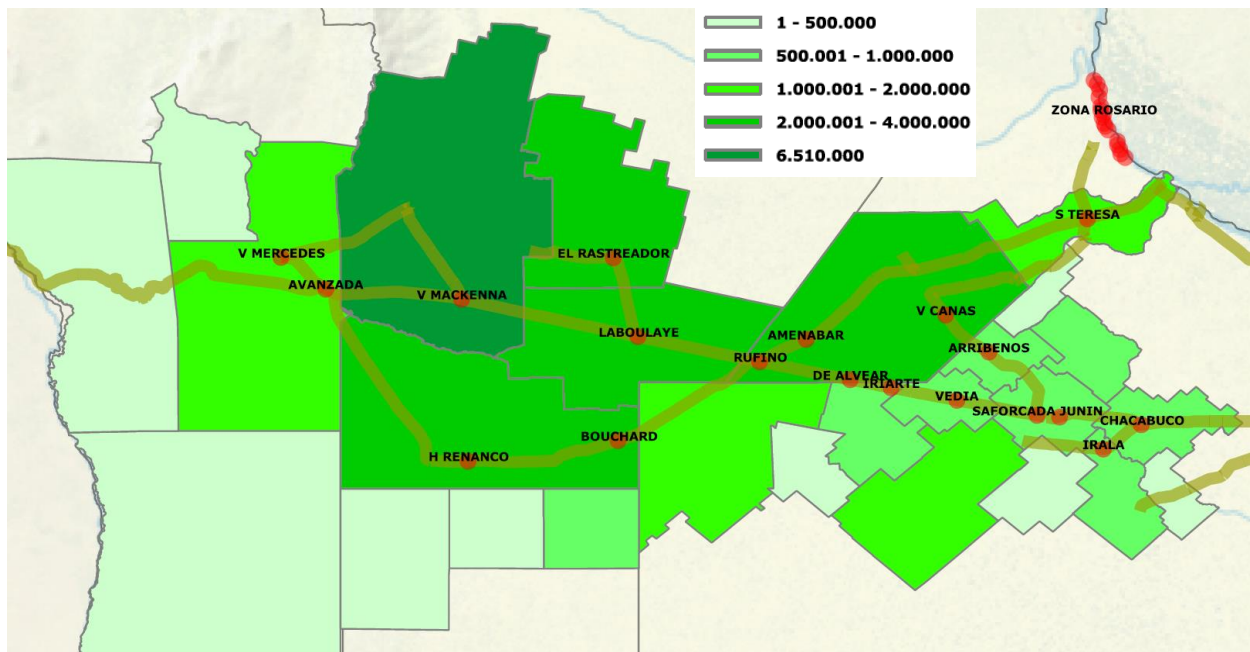 1 - 500.000
500.001 - 1.000.000
1.000.001 - 2.000.000
2.000.001 - 4.000.000
6.510.000
ZONA ROSARIO
S TERESA
V MERCEDES
EL RASTREADOR
AVANZADA
V MACKENNA
V CANAS
LABOULAYE
AMENABAR
ARRIBENOS
RUFINO
DE ALVEAR
IRIARTE
VEDIA
SAFORCADA
JUNIN
CHACABUCO
BOUCHARD
IRALA
H RENANCO